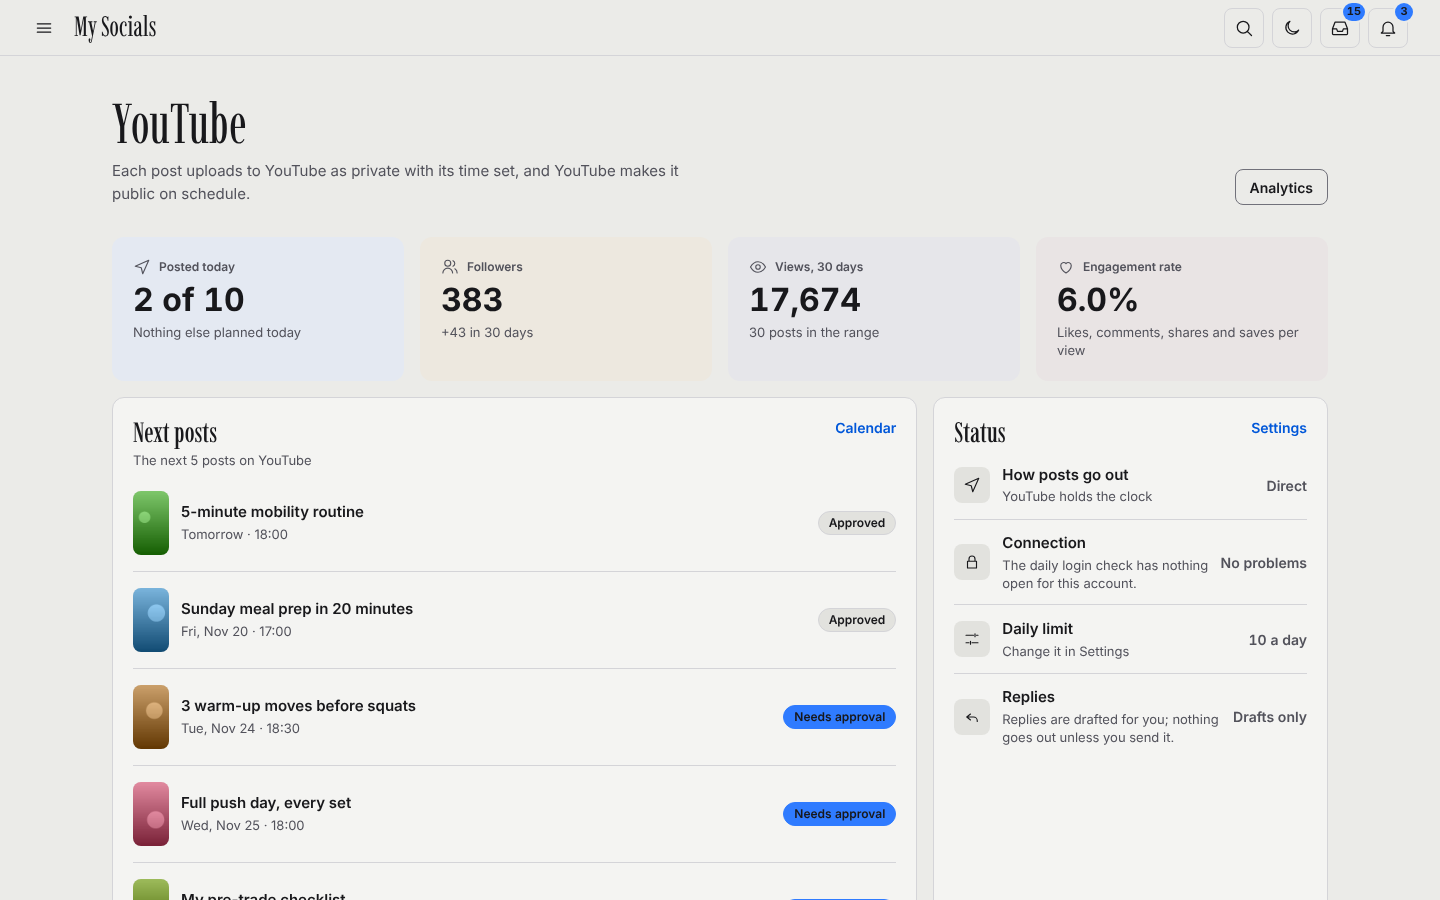 My Socials
15
3
YouTube
Each post uploads to YouTube as private with its time set, and YouTube makes it
public on schedule.
Analytics
Posted today
2 of 10
Nothing else planned today
Followers
383
+43 in 30 days
Views, 30 days
17,674
30 posts in the range
Engagement rate
6.0%
Likes, comments, shares and saves per
view
Next posts
Calendar
The next 5 posts on YouTube
5-minute mobility routine
Tomorrow · 18:00
Approved
Sunday meal prep in 20 minutes
Fri, Nov 20 · 17:00
Approved
3 warm-up moves before squats
Tue, Nov 24 · 18:30
Needs approval
Full push day, every set
Wed, Nov 25 · 18:00
Needs approval
My pre-trade checklist
Status
Settings
How posts go out
YouTube holds the clock
Direct
Connection
The daily login check has nothing
open for this account.
No problems
Daily limit
Change it in Settings
10 a day
Replies
Replies are drafted for you; nothing
goes out unless you send it.
Drafts only